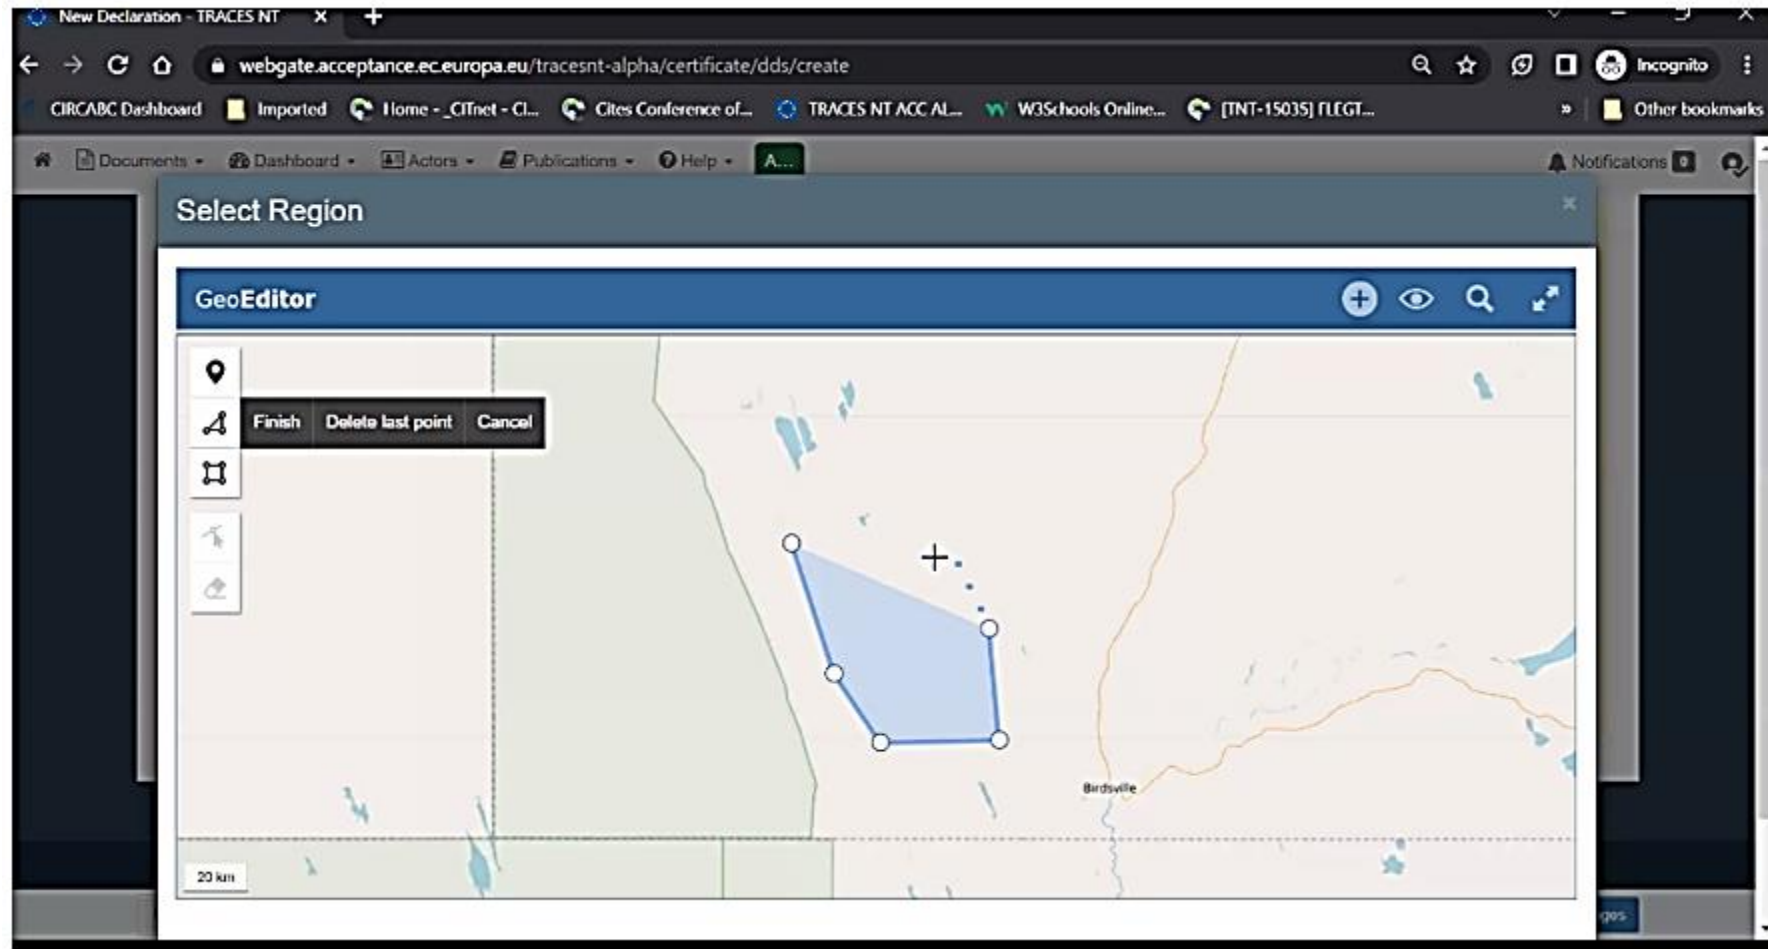 New Declaration - TRACES NT
webgate.acceptance.ec.europa.eu/tracesnt-alpha/certificate/dds/create
Incognito
CIRCABC Dashboard Imported Home - _CITnet - CI... Cites Conference of... TRACES NT ACC AL... W3Schools Online... [TNT-15035] FLEGT... » Other bookmarks
Documents Dashboard Actors Publications Help A... Notifications 0
Select Region
GeoEditor
Finish Delete last point Cancel
Birdsville
20 km